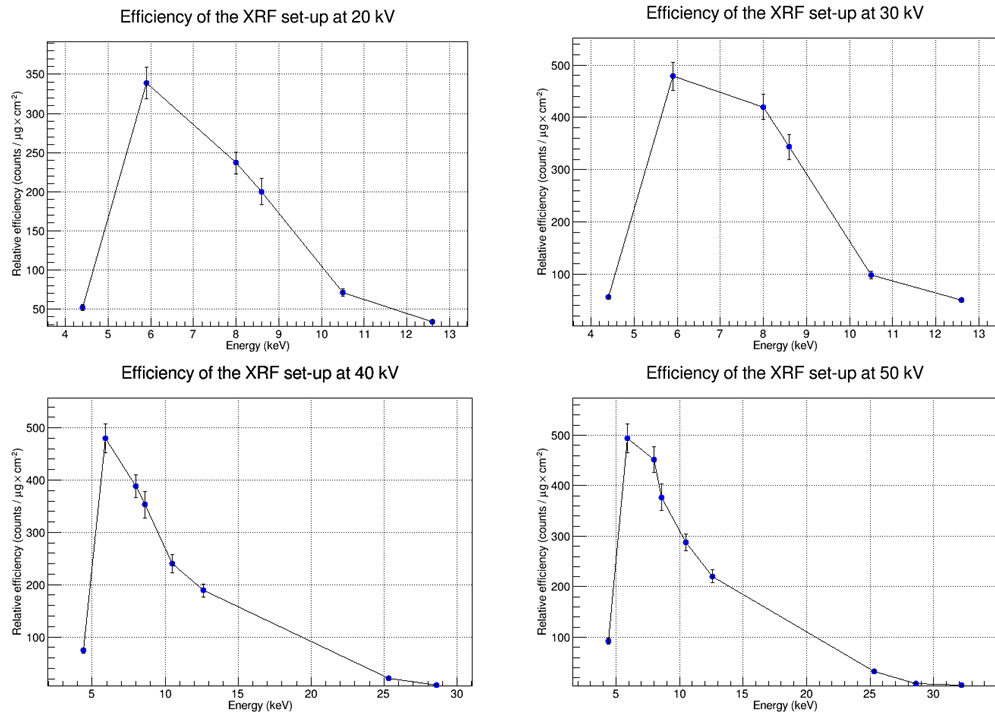 Efficiency of the XRF set-up at 20 kV
Relative efficiency (counts / μg × cm⁻²)
350
300
250
200
150
100
50
4 5 6 7 8 9 10 11 12 13
Energy (keV)
Efficiency of the XRF set-up at 30 kV
Relative efficiency (counts / μg × cm⁻²)
500
400
300
200
100
4 5 6 7 8 9 10 11 12 13
Energy (keV)
Efficiency of the XRF set-up at 40 kV
Relative efficiency (counts / μg × cm⁻²)
500
400
300
200
100
5 10 15 20 25 30
Energy (keV)
Efficiency of the XRF set-up at 50 kV
Relative efficiency (counts / μg × cm⁻²)
500
400
300
200
100
5 10 15 20 25 30
Energy (keV)